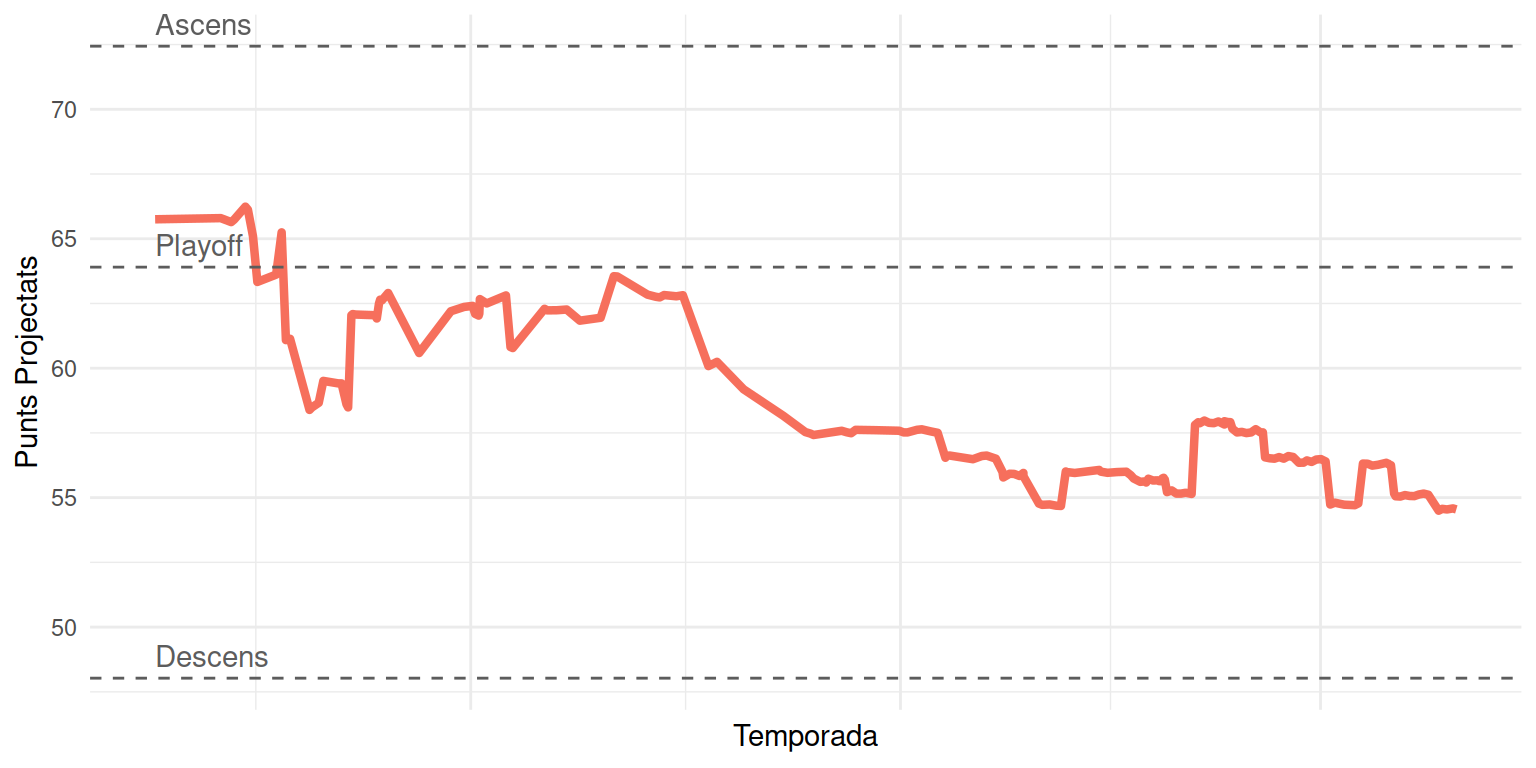 Ascens
70
65
Playoff
60
55
50
Descens
Punts Projectats
Temporada